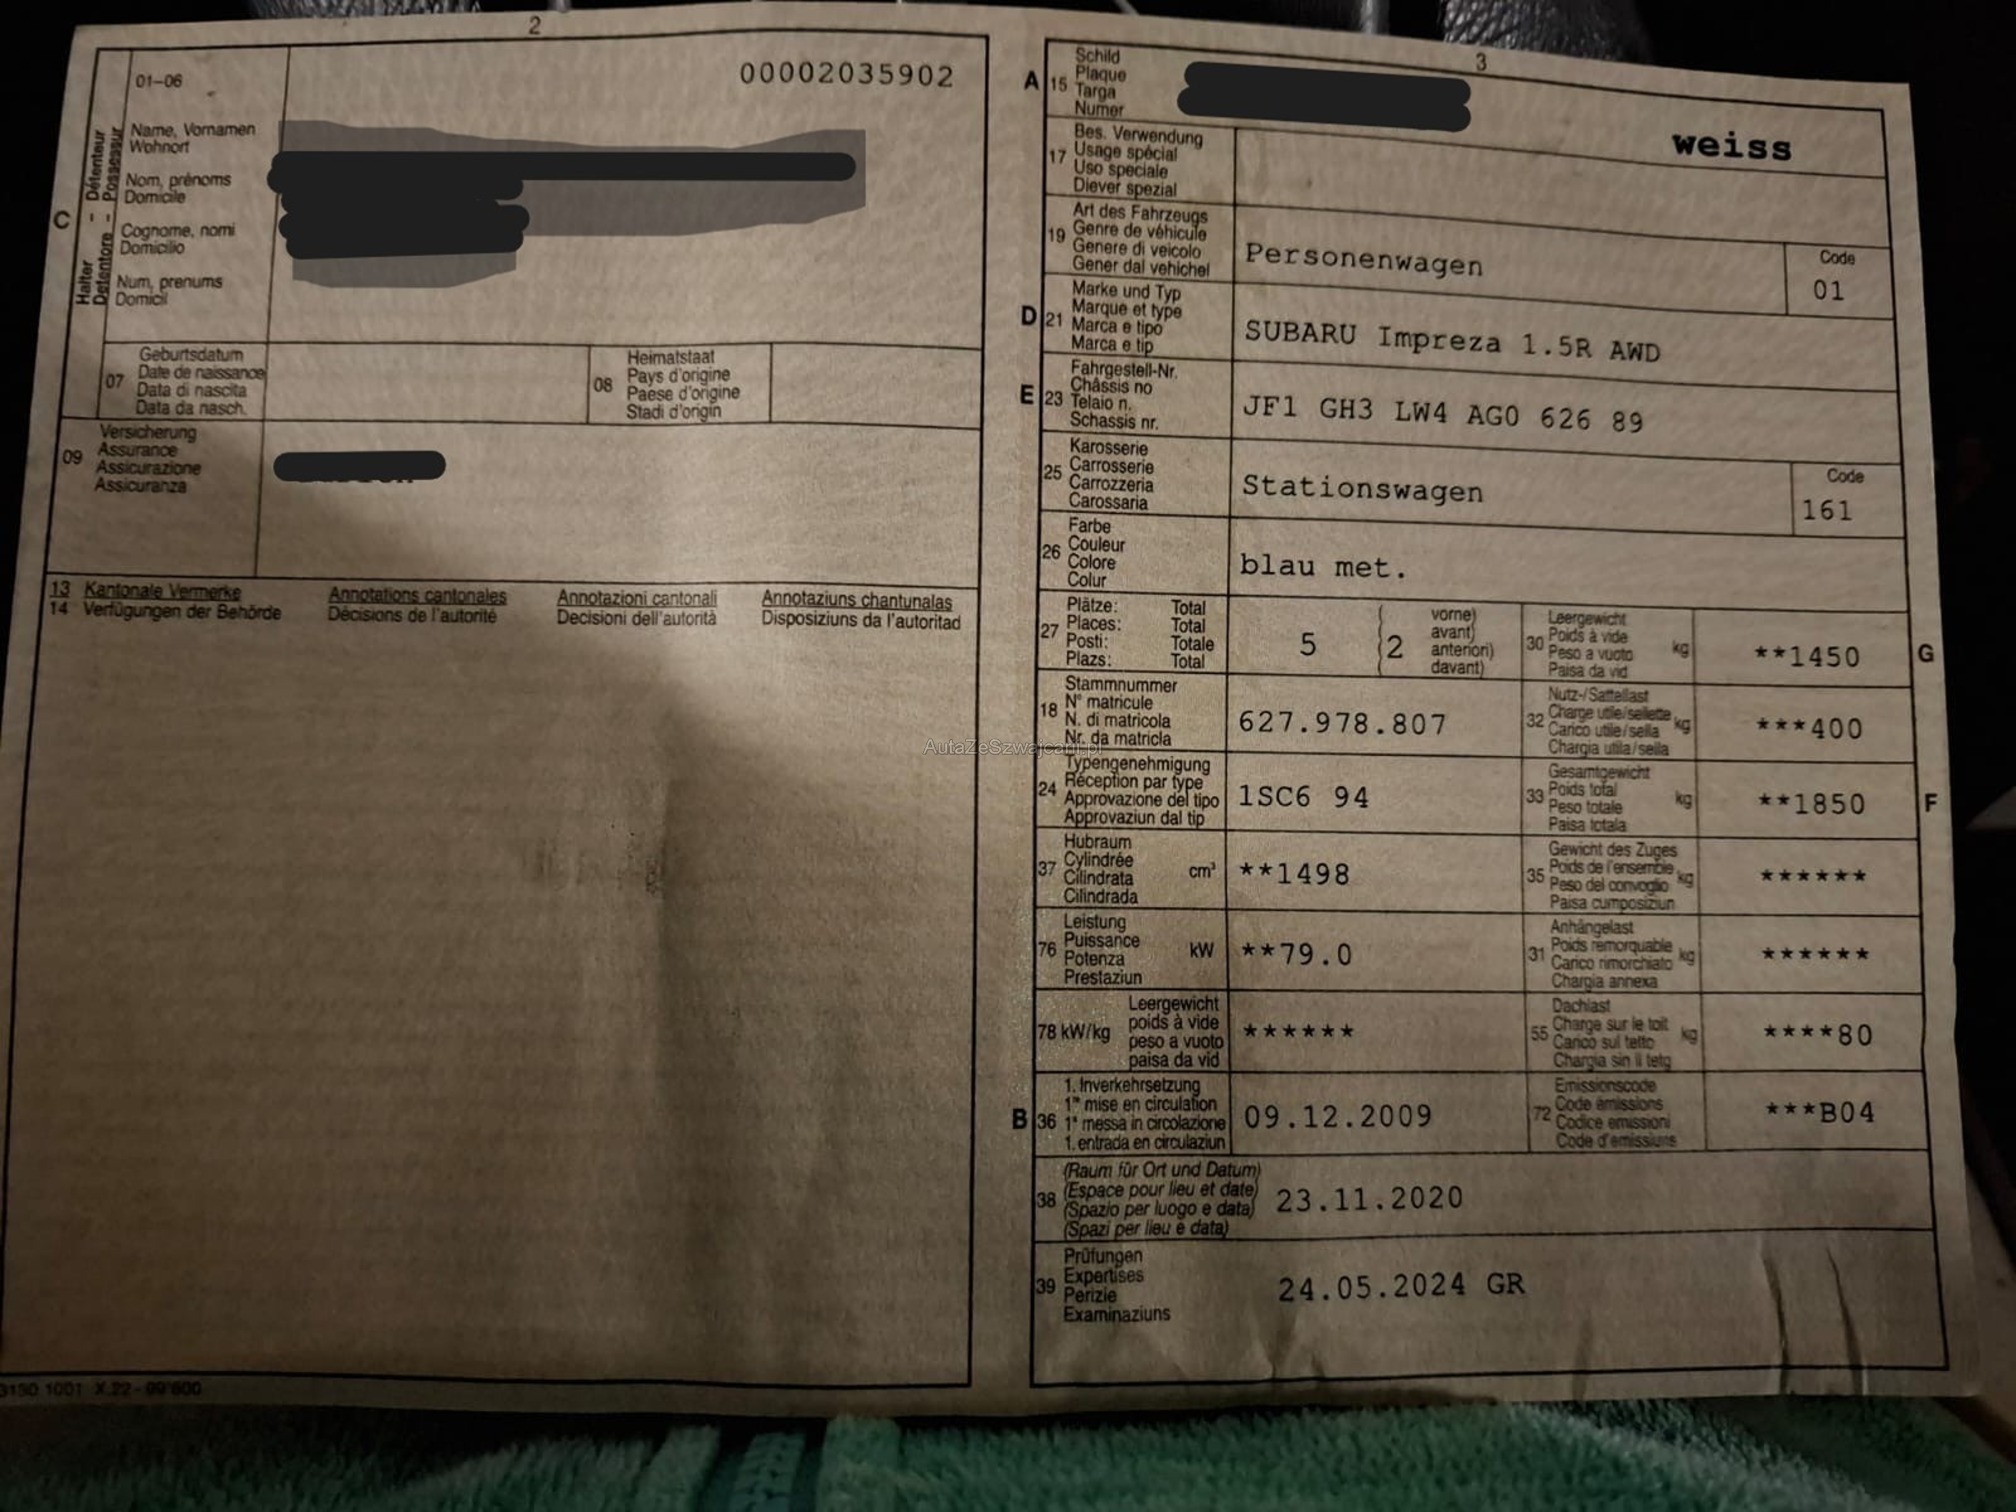 2
01-06
00002035902
C
Halter - Détenteur
Detentore - Possessur
Name, Vornamen
Wohnort
Nom, prénoms
Domicile
Cognome, nomi
Domicilio
Num, prenums
Domicil
07
Geburtsdatum
Date de naissance
Data di nascita
Data da nasch.
08
Heimatstaat
Pays d'origine
Paese d'origine
Stadi d'origin
09
Versicherung
Assurance
Assicurazione
Assicuranza
13 Kantonale Vermerke Annotations cantonales Annotazioni cantonali Annotaziuns chantunalas
14 Verfügungen der Behörde Décisions de l'autorité Decisioni dell'autorità Disposiziuns da l'autoritad
3150 1001 X.22 - 99'600
3
A 15
Schild
Plaque
Targa
Numer
weiss
17
Bes. Verwendung
Usage spécial
Uso speciale
Diever spezial
19
Art des Fahrzeugs
Genre de véhicule
Genere di veicolo
Gener dal vehichel
Personenwagen
Code
01
D 21
Marke und Typ
Marque et type
Marca e tipo
Marca e tip
SUBARU Impreza 1.5R AWD
E 23
Fahrgestell-Nr.
Châssis no
Telaio n.
Schassis nr.
JF1 GH3 LW4 AG0 626 89
25
Karosserie
Carrosserie
Carrozzeria
Carossaria
Stationswagen
Code
161
26
Farbe
Couleur
Colore
Colur
blau met.
27
Plätze: Total
Places: Total
Posti: Totale
Plazs: Total
5
( 2
vorne)
avant)
anteriori)
davant)
30
Leergewicht
Poids à vide
Peso a vuoto
Paisa da vid
kg
**1450
G
18
Stammnummer
N° matricule
N. di matricola
Nr. da matricla
627.978.807
32
Nutz-/Sattellast
Charge utile/sellette
Carico utile/sella
Chargia utila/sella
kg
***400
AutaZeSzwajcarii.pl
24
Typengenehmigung
Réception par type
Approvazione del tipo
Approvaziun dal tip
1SC6 94
33
Gesamtgewicht
Poids total
Peso totale
Paisa totala
kg
**1850
F
37
Hubraum
Cylindrée
Cilindrata
Cilindrada
cm³
**1498
35
Gewicht des Zuges
Poids de l'ensemble
Peso del convoglio
Paisa cumposiziun
kg
******
76
Leistung
Puissance
Potenza
Prestaziun
kW
**79.0
31
Anhängelast
Poids remorquable
Carico rimorchiato
Chargia annexa
kg
******
78 kW/kg
Leergewicht
poids à vide
peso a vuoto
paisa da vid
******
55
Dachlast
Charge sur le toit
Carico sul tetto
Chargia sin il tetg
kg
****80
B 36
1. Inverkehrsetzung
1re mise en circulation
1a messa in circolazione
1. entrada en circulaziun
09.12.2009
72
Emissionscode
Code émissions
Codice emissioni
Code d'emissiuns
***B04
38
(Raum für Ort und Datum)
(Espace pour lieu et date)
(Spazio per luogo e data)
(Spazi per lieu e data)
23.11.2020
39
Prüfungen
Expertises
Perizie
Examinaziuns
24.05.2024 GR